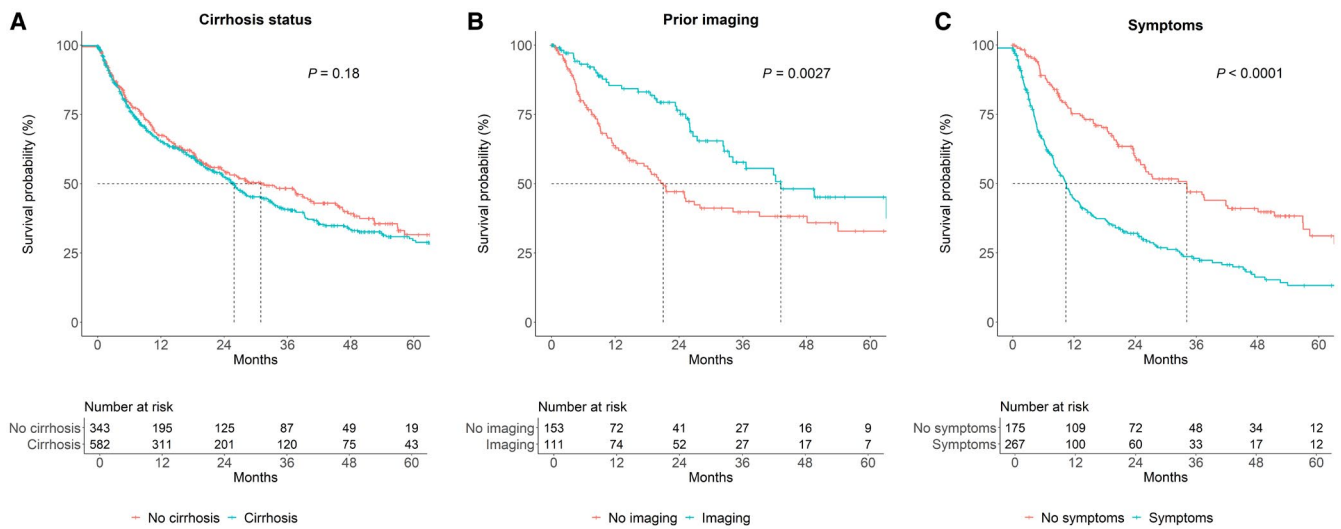 A
Cirrhosis status
P = 0.18
Survival probability (%)
100
75
50
25
0
0 12 24 36 48 60
Months
Number at risk
No cirrhosis 343 195 125 87 49 19
Cirrhosis 582 311 201 120 75 43
0 12 24 36 48 60
Months
No cirrhosis Cirrhosis
B
Prior imaging
P = 0.0027
Survival probability (%)
100
75
50
25
0
0 12 24 36 48 60
Months
Number at risk
No imaging 153 72 41 27 16 9
Imaging 111 74 52 27 17 7
0 12 24 36 48 60
Months
No imaging Imaging
C
Symptoms
P < 0.0001
Survival probability (%)
100
75
50
25
0
0 12 24 36 48 60
Months
Number at risk
No symptoms 175 109 72 48 34 12
Symptoms 267 100 60 33 17 12
0 12 24 36 48 60
Months
No symptoms Symptoms